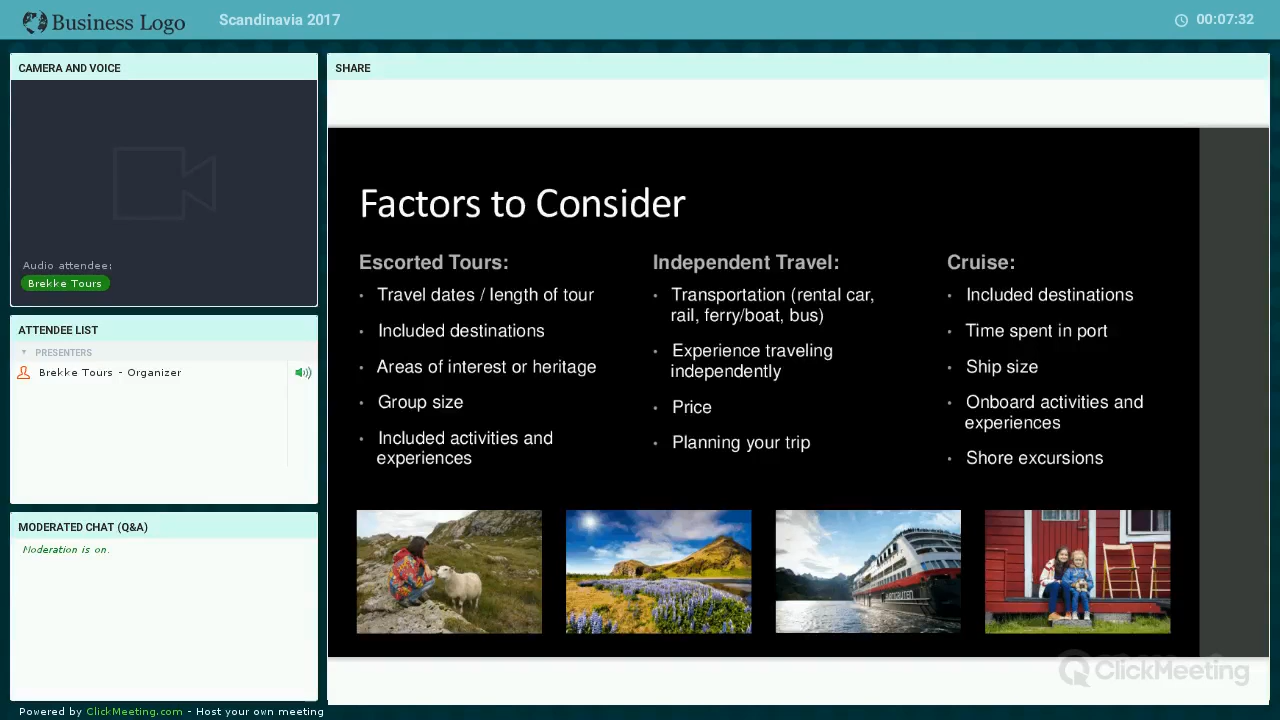 Business Logo
Scandinavia 2017
00:07:32
CAMERA AND VOICE
Audio attendee:
Brekke Tours
ATTENDEE LIST
PRESENTERS
Brekke Tours - Organizer
MODERATED CHAT (Q&A)
Moderation is on.
Powered by ClickMeeting.com - Host your own meeting
SHARE
Factors to Consider
Escorted Tours:
• Travel dates / length of tour
• Included destinations
• Areas of interest or heritage
• Group size
• Included activities and
experiences
Independent Travel:
• Transportation (rental car,
rail, ferry/boat, bus)
• Experience traveling
independently
• Price
• Planning your trip
Cruise:
• Included destinations
• Time spent in port
• Ship size
• Onboard activities and
experiences
• Shore excursions
HURTIGRUTEN
ClickMeeting